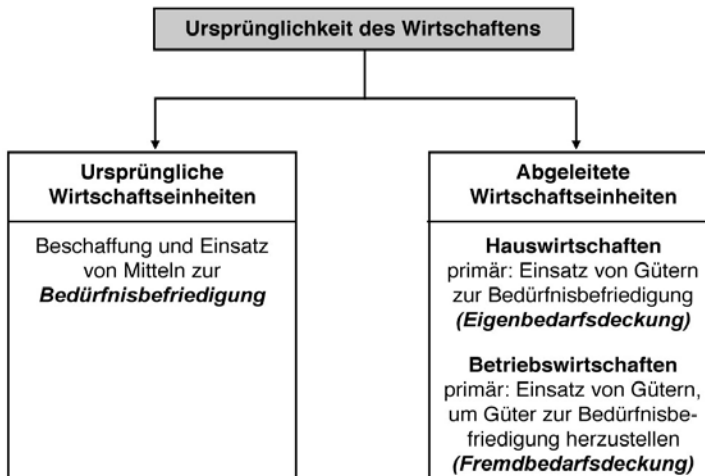 Ursprünglichkeit des Wirtschaftens
Ursprüngliche
Wirtschaftseinheiten
Beschaffung und Einsatz
von Mitteln zur
Bedürfnisbefriedigung
Abgeleitete
Wirtschaftseinheiten
Hauswirtschaften
primär: Einsatz von Gütern
zur Bedürfnisbefriedigung
(Eigenbedarfsdeckung)
Betriebswirtschaften
primär: Einsatz von Gütern,
um Güter zur Bedürfnisbe-
friedigung herzustellen
(Fremdbedarfsdeckung)